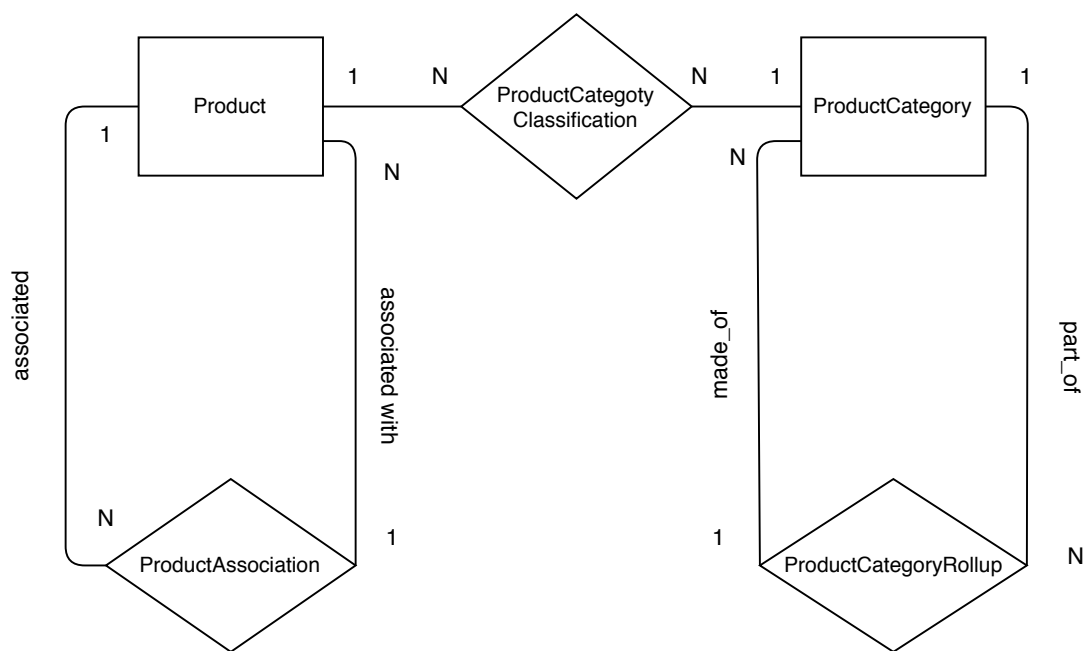 Product
1
N
ProductCategoty
Classification
N
1
ProductCategory
1
1
N
N
associated
associated with
made_of
part_of
N
ProductAssociation
1
1
ProductCategoryRollup
N